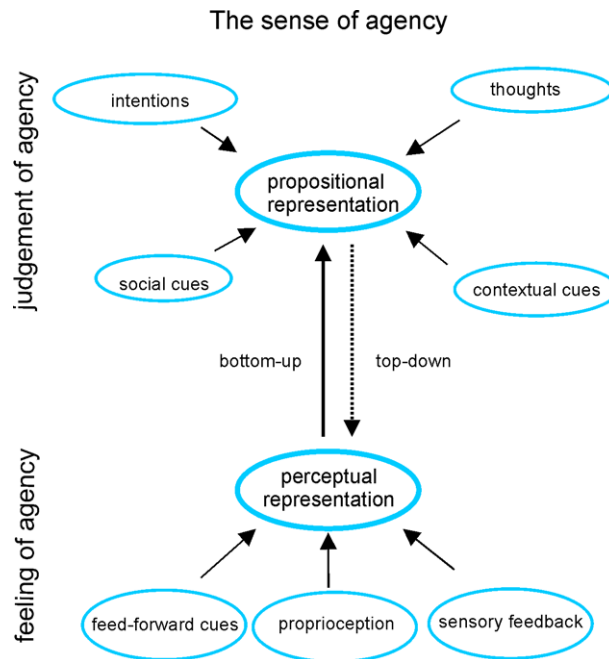 The sense of agency
judgement of agency
intentions
thoughts
propositional
representation
social cues
contextual cues
bottom-up
top-down
feeling of agency
perceptual
representation
feed-forward cues
proprioception
sensory feedback